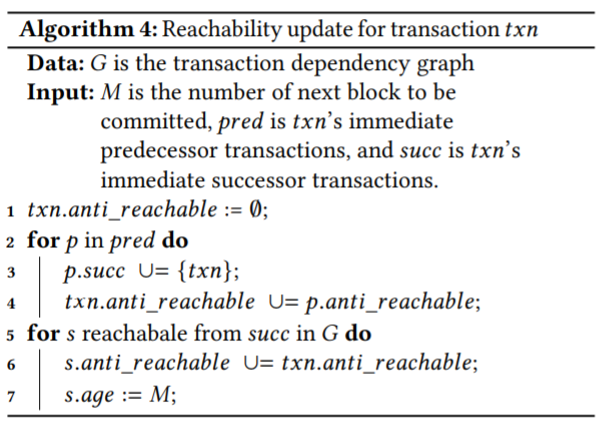 Algorithm 4: Reachability update for transaction txn
Data: G is the transaction dependency graph
Input: M is the number of next block to be
committed, pred is txn's immediate
predecessor transactions, and succ is txn's
immediate successor transactions.
1 txn.anti_reachable := ∅;
2 for p in pred do
3 p.succ ∪= {txn};
4 txn.anti_reachable ∪= p.anti_reachable;
5 for s reachabale from succ in G do
6 s.anti_reachable ∪= txn.anti_reachable;
7 s.age := M;